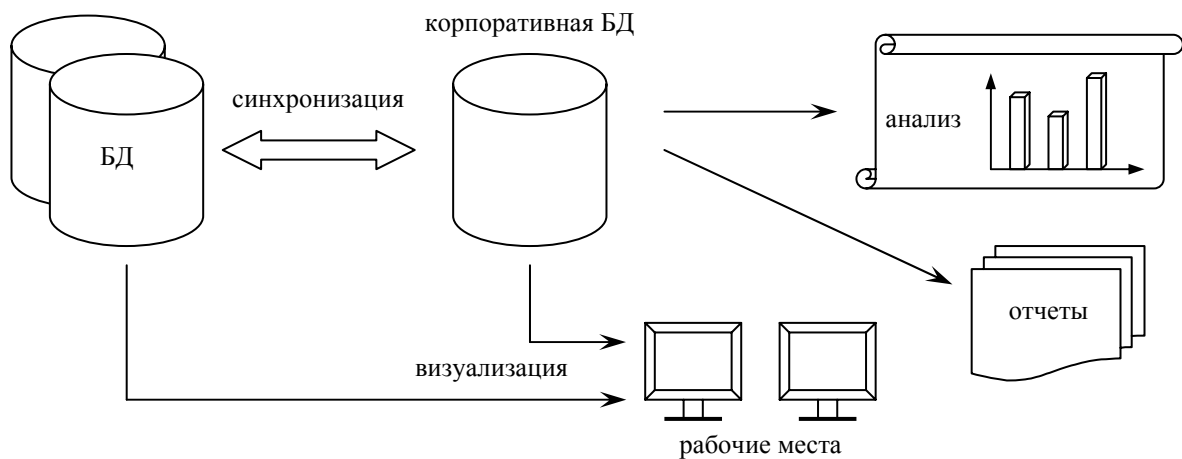 корпоративная БД
синхронизация
БД
анализ
отчеты
визуализация
рабочие места